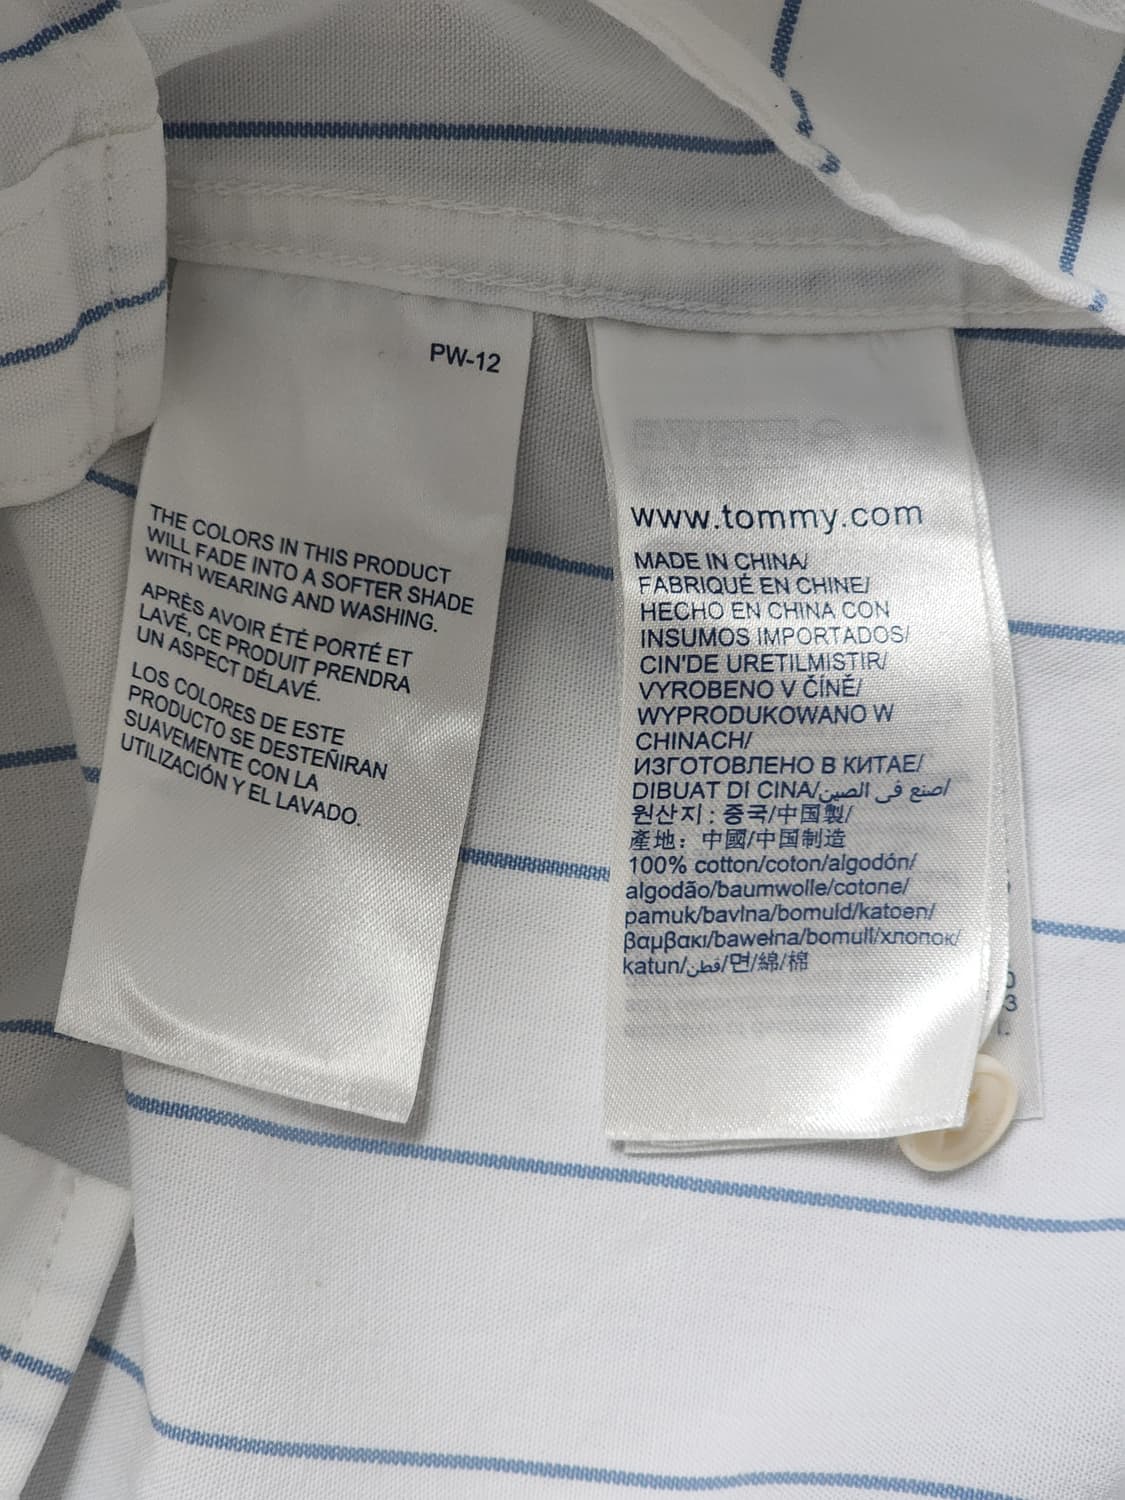 PW-12
THE COLORS IN THIS PRODUCT
WILL FADE INTO A SOFTER SHADE
WITH WEARING AND WASHING.
APRÈS AVOIR ÉTÉ PORTÉ ET
LAVÉ, CE PRODUIT PRENDRA
UN ASPECT DÉLAVÉ.
LOS COLORES DE ESTE
PRODUCTO SE DESTEÑIRAN
SUAVEMENTE CON LA
UTILIZACIÓN Y EL LAVADO.
www.tommy.com
MADE IN CHINA/
FABRIQUÉ EN CHINE/
HECHO EN CHINA CON
INSUMOS IMPORTADOS/
CIN'DE URETILMISTIR/
VYROBENO V ČÍNĚ/
WYPRODUKOWANO W
CHINACH/
ИЗГОТОВЛЕНО В КИТАЕ/
DIBUAT DI CINA/اصنع في الصين/
원산지 : 중국/中国製/
產地：中國/中国制造
100% cotton/coton/algodón/
algodão/baumwolle/cotone/
pamuk/bavlna/bomuld/katoen/
βαμβακι/bawełna/bomull/хлопок/
katun/قطن/면/綿/棉